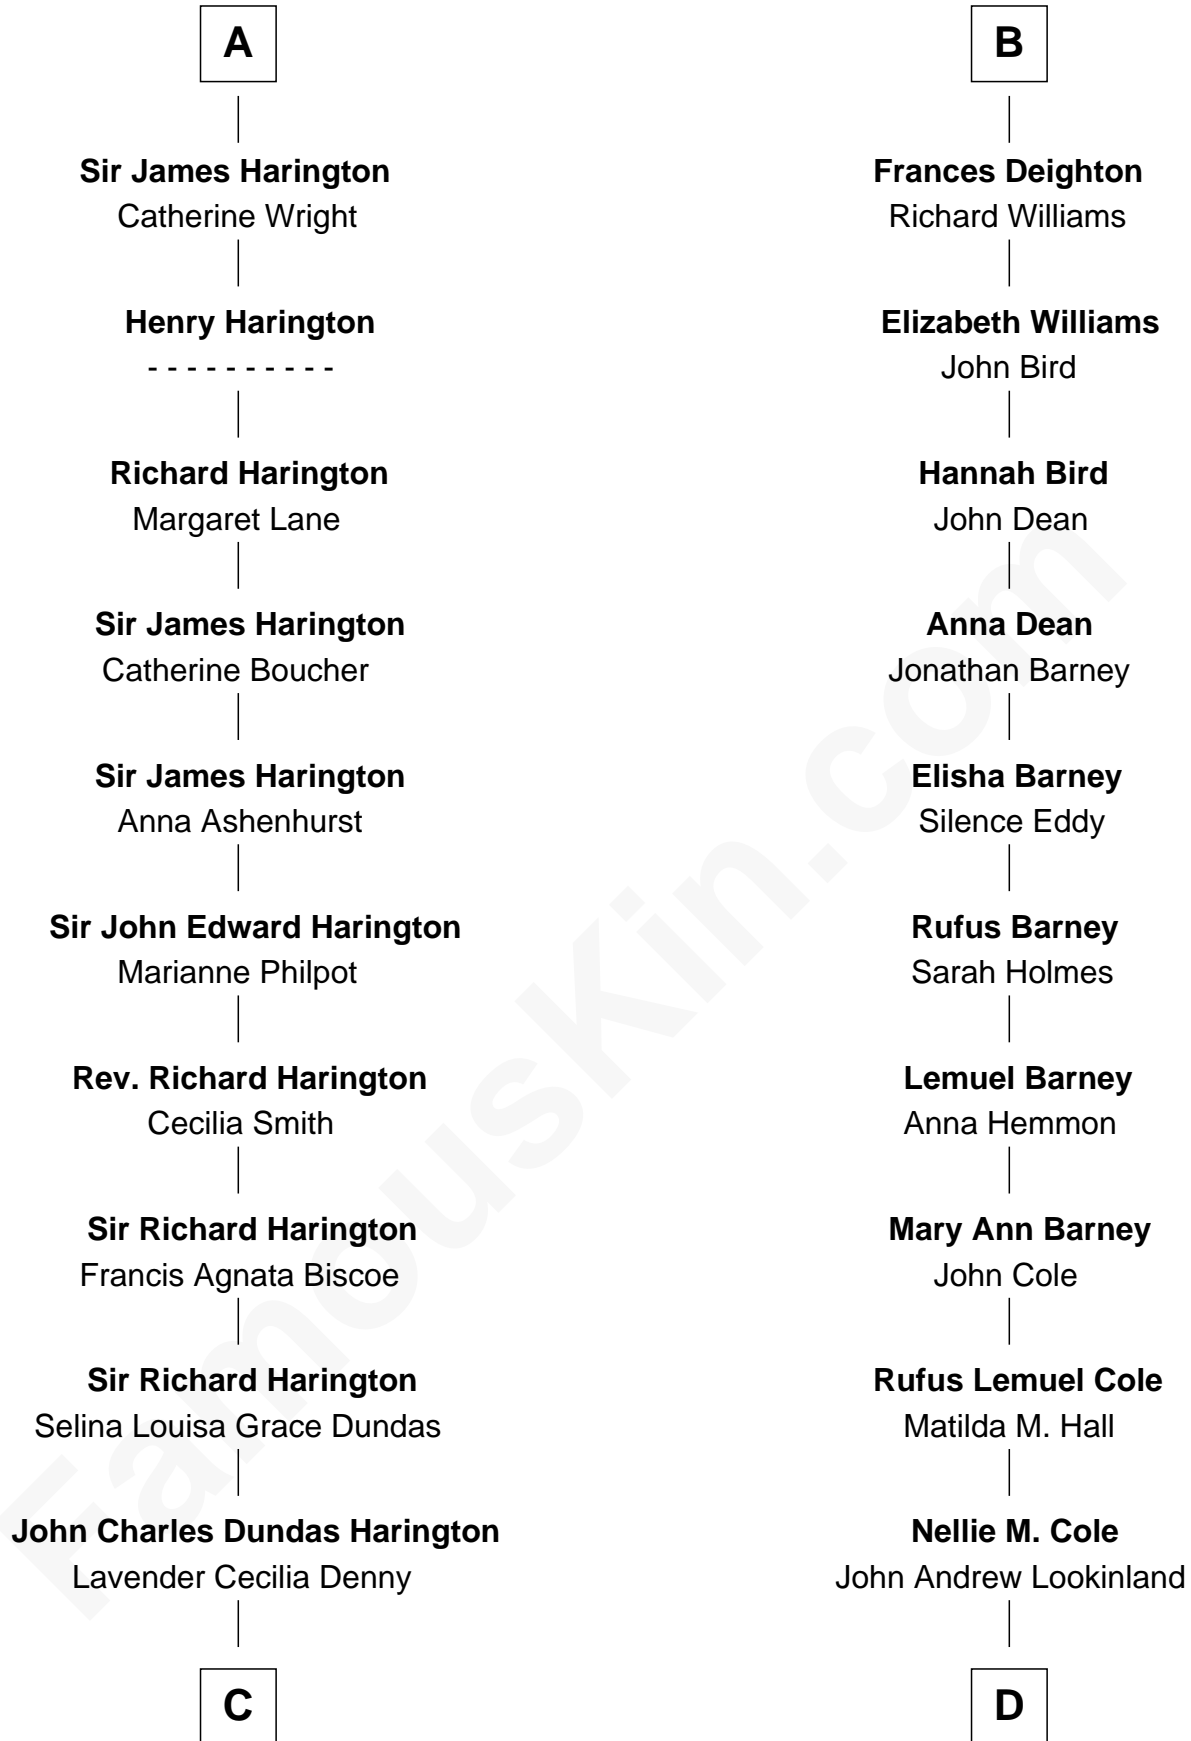 A
Sir James Harington
Catherine Wright
Henry Harington
- - - - - - - - - -
Richard Harington
Margaret Lane
Sir James Harington
Catherine Boucher
Sir James Harington
Anna Ashenhurst
Sir John Edward Harington
Marianne Philpot
Rev. Richard Harington
Cecilia Smith
Sir Richard Harington
Francis Agnata Biscoe
Sir Richard Harington
Selina Louisa Grace Dundas
John Charles Dundas Harington
Lavender Cecilia Denny
C
B
Frances Deighton
Richard Williams
Elizabeth Williams
John Bird
Hannah Bird
John Dean
Anna Dean
Jonathan Barney
Elisha Barney
Silence Eddy
Rufus Barney
Sarah Holmes
Lemuel Barney
Anna Hemmon
Mary Ann Barney
John Cole
Rufus Lemuel Cole
Matilda M. Hall
Nellie M. Cole
John Andrew Lookinland
D
FamousKin.com